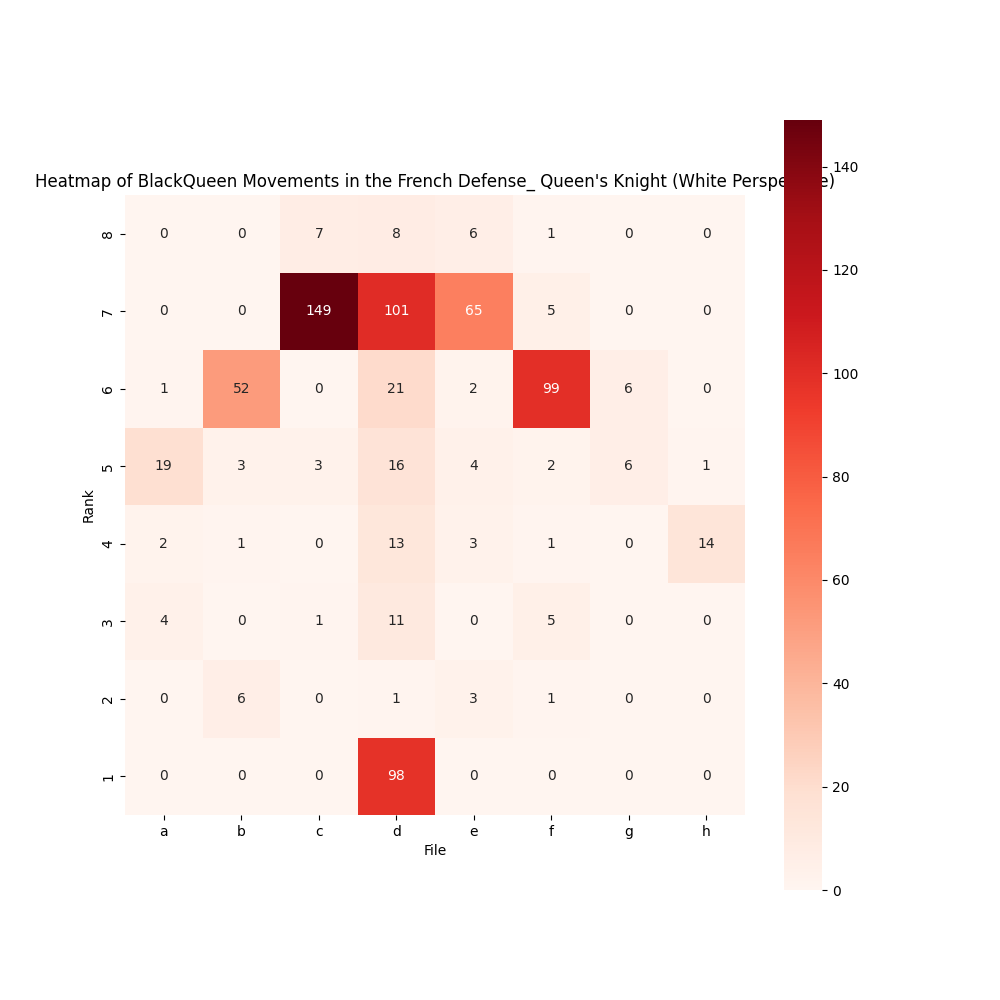 Heatmap of BlackQueen Movements in the French Defense_ Queen's Knight (White Perspe e)
140
8 0 0 7 8 6 1 0 0
120
7 0 0 149 101 65 5 0 0
100
6 1 52 0 21 2 99 6 0
80
5 19 3 3 16 4 2 6 1
Rank
4 2 1 0 13 3 1 0 14
60
3 4 0 1 11 0 5 0 0
40
2 0 6 0 1 3 1 0 0
20
1 0 0 0 98 0 0 0 0
a b c d e f g h
File
0